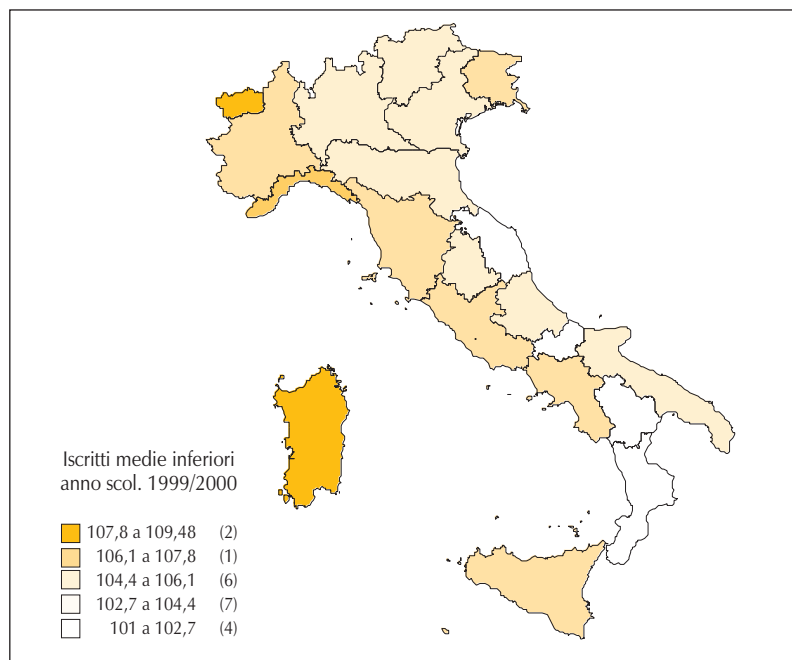 Iscritti medie inferiori
anno scol. 1999/2000
107,8 a 109,48 (2)
106,1 a 107,8 (1)
104,4 a 106,1 (6)
102,7 a 104,4 (7)
101 a 102,7 (4)